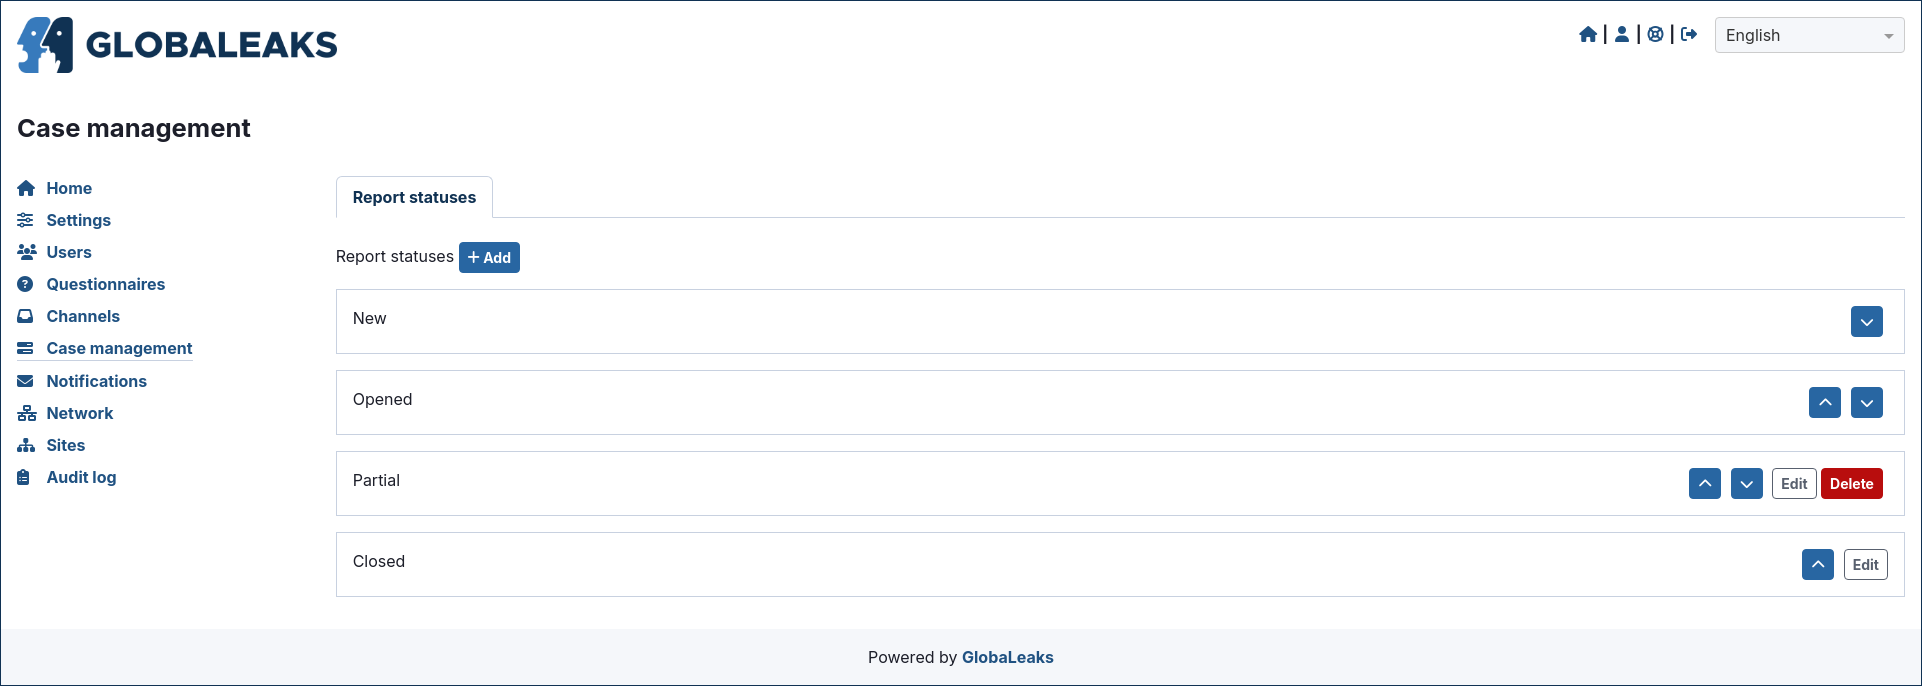 GLOBALEAKS
English
Case management
Home
Settings
Users
Questionnaires
Channels
Case management
Notifications
Network
Sites
Audit log
Report statuses
Report statuses + Add
New
Opened
Partial Edit Delete
Closed Edit
Powered by GlobaLeaks